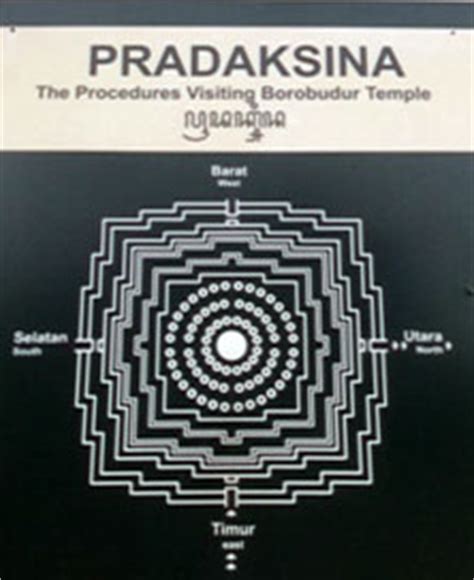 PRADAKSINA
The Procedures Visiting Borobudur Temple
Barat
West
Selatan
South
Utara
North
Timur
east